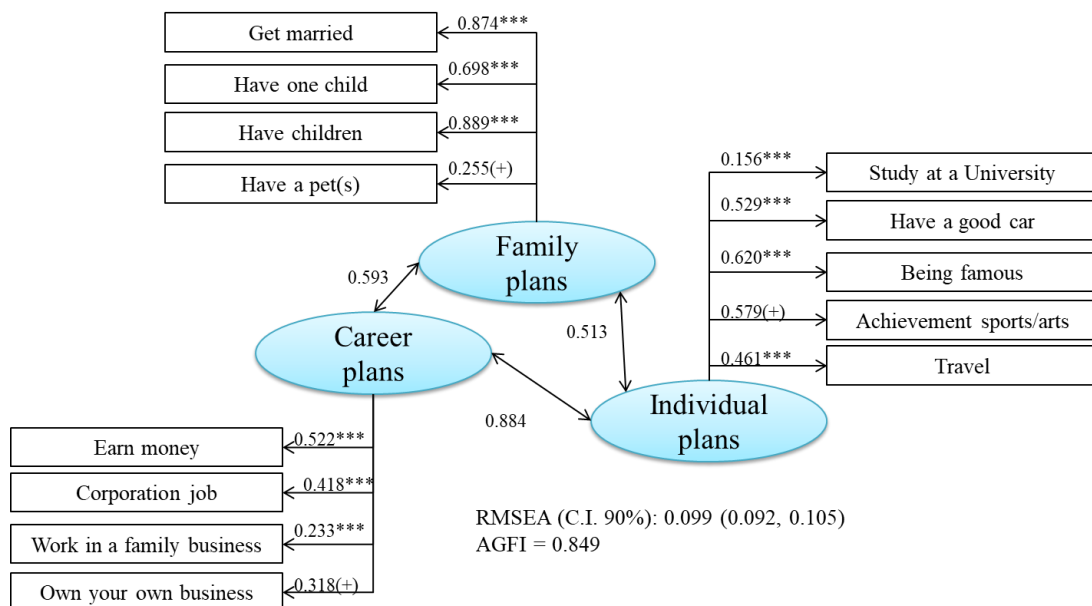 Get married
0.874***
Have one child
0.698***
Have children
0.889***
Have a pet(s)
0.255(+)
0.156***
Study at a University
0.529***
Have a good car
0.620***
Being famous
0.579(+)
Achievement sports/arts
0.461***
Travel
Family
plans
0.593
0.513
Career
plans
0.884
Individual
plans
Earn money
0.522***
Corporation job
0.418***
Work in a family business
0.233***
Own your own business
0.318(+)
RMSEA (C.I. 90%): 0.099 (0.092, 0.105)
AGFI = 0.849